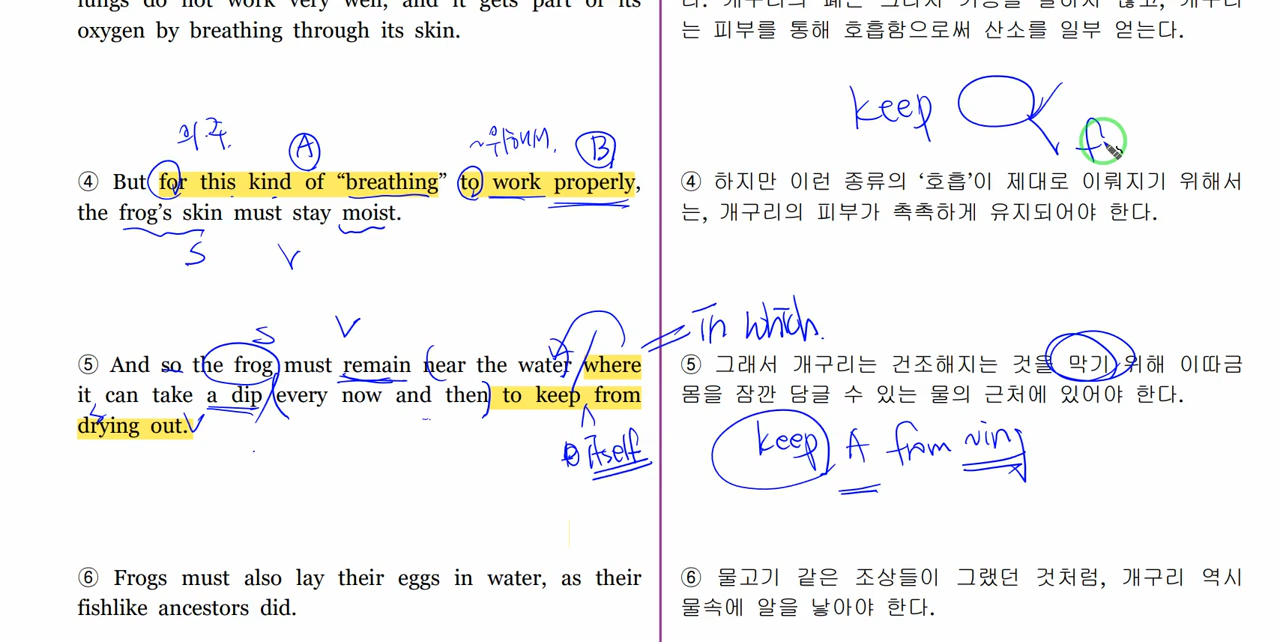 oxygen by breathing through its skin.
는 피부를 통해 호흡함으로써 산소를 일부 얻는다.
keep
의 주.
A
~위해서.
B
④ But for this kind of “breathing” to work properly,
the frog’s skin must stay moist.
S
V
④ 하지만 이런 종류의 ‘호흡’이 제대로 이뤄지기 위해서
는, 개구리의 피부가 촉촉하게 유지되어야 한다.
S
V
in which.
⑤ And so the frog must remain near the water where
it can take a dip every now and then to keep from
drying out.
itself
⑤ 그래서 개구리는 건조해지는 것을 막기 위해 이따금
몸을 잠깐 담글 수 있는 물의 근처에 있어야 한다.
keep A from ving
⑥ Frogs must also lay their eggs in water, as their
fishlike ancestors did.
⑥ 물고기 같은 조상들이 그랬던 것처럼, 개구리 역시
물속에 알을 낳아야 한다.